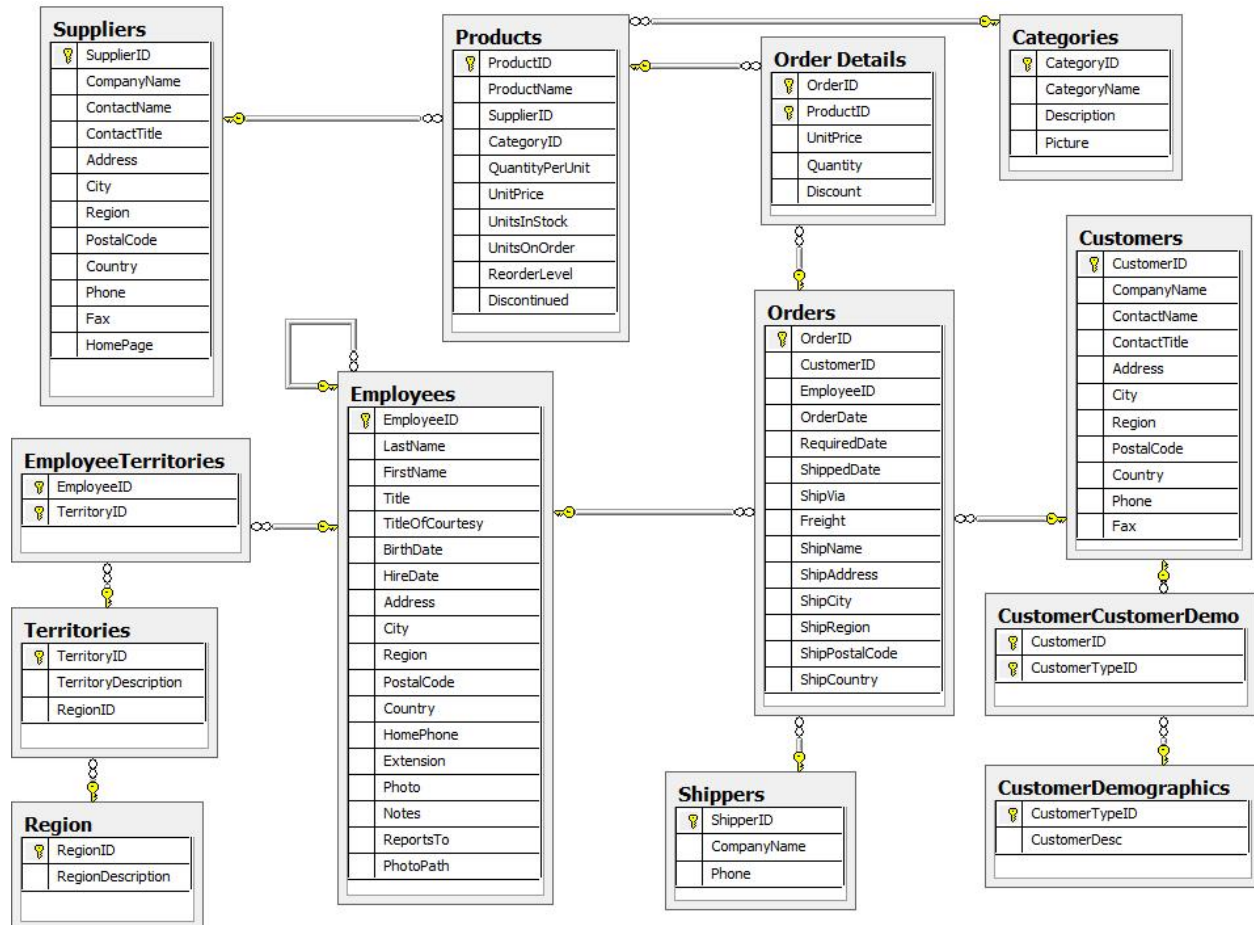 Suppliers
SupplierID
CompanyName
ContactName
ContactTitle
Address
City
Region
PostalCode
Country
Phone
Fax
HomePage
Products
ProductID
ProductName
SupplierID
CategoryID
QuantityPerUnit
UnitPrice
UnitsInStock
UnitsOnOrder
ReorderLevel
Discontinued
Order Details
OrderID
ProductID
UnitPrice
Quantity
Discount
Categories
CategoryID
CategoryName
Description
Picture
Customers
CustomerID
CompanyName
ContactName
ContactTitle
Address
City
Region
PostalCode
Country
Phone
Fax
Orders
OrderID
CustomerID
EmployeeID
OrderDate
RequiredDate
ShippedDate
ShipVia
Freight
ShipName
ShipAddress
ShipCity
ShipRegion
ShipPostalCode
ShipCountry
Employees
EmployeeID
LastName
FirstName
Title
TitleOfCourtesy
BirthDate
HireDate
Address
City
Region
PostalCode
Country
HomePhone
Extension
Photo
Notes
ReportsTo
PhotoPath
EmployeeTerritories
EmployeeID
TerritoryID
Territories
TerritoryID
TerritoryDescription
RegionID
Region
RegionID
RegionDescription
Shippers
ShipperID
CompanyName
Phone
CustomerCustomerDemo
CustomerID
CustomerTypeID
CustomerDemographics
CustomerTypeID
CustomerDesc